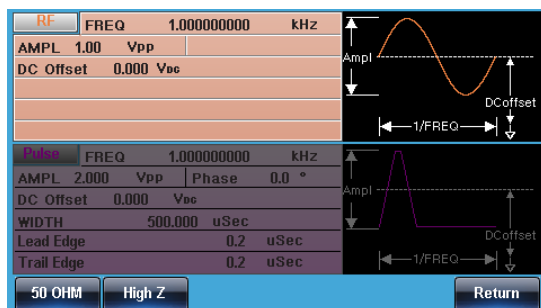 RF FREQ 1.000000000 kHz
AMPL 1.00 Vpp
DC Offset 0.000 VDC
Ampl
DCoffset
1/FREQ
Pulse FREQ 1.000000000 kHz
AMPL 2.000 Vpp Phase 0.0 °
DC Offset 0.000 VDC
WIDTH 500.000 uSec
Lead Edge 0.2 uSec
Trail Edge 0.2 uSec
Ampl
DCoffset
1/FREQ
50 OHM High Z Return